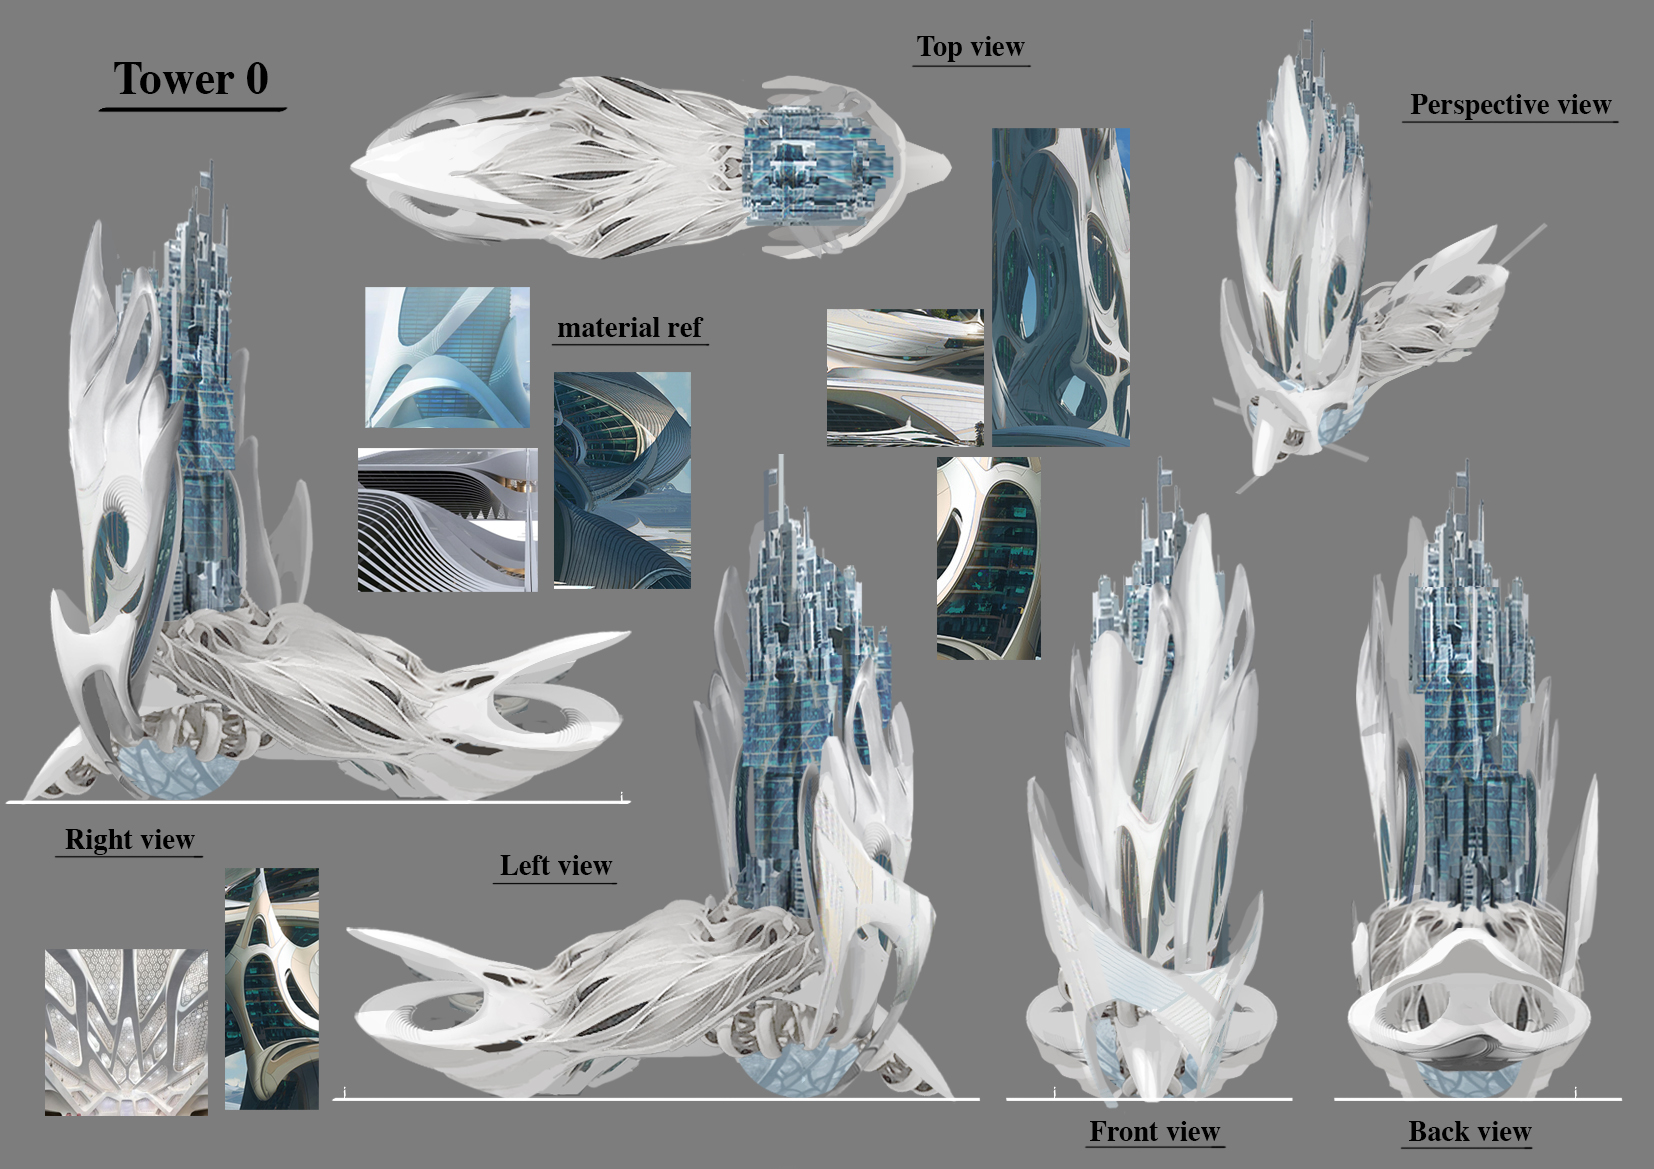 Tower 0
Top view
Perspective view
material ref
Right view
Left view
Front view
Back view